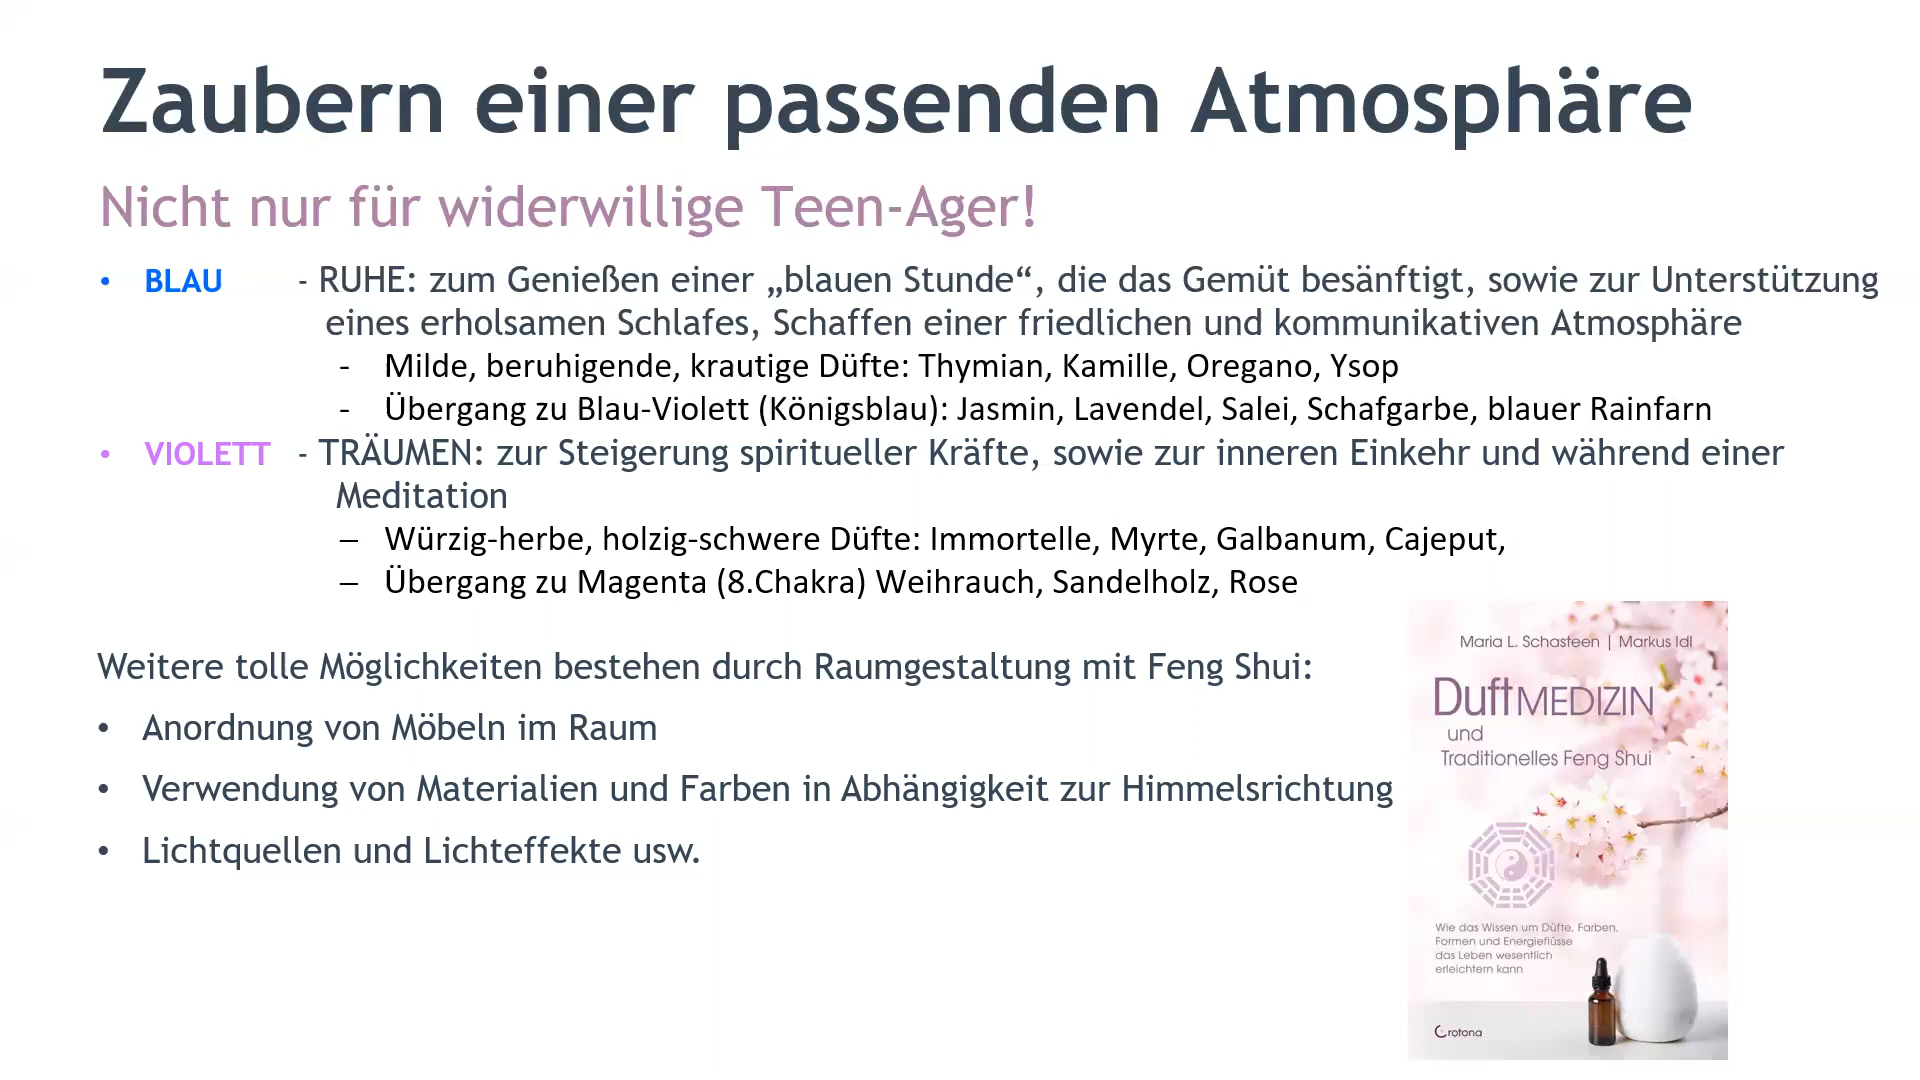 Zaubern einer passenden Atmosphäre
Nicht nur für widerwillige Teen-Ager!
• BLAU - RUHE: zum Genießen einer „blauen Stunde“, die das Gemüt besänftigt, sowie zur Unterstützung
eines erholsamen Schlafes, Schaffen einer friedlichen und kommunikativen Atmosphäre
- Milde, beruhigende, krautige Düfte: Thymian, Kamille, Oregano, Ysop
- Übergang zu Blau-Violett (Königsblau): Jasmin, Lavendel, Salei, Schafgarbe, blauer Rainfarn
• VIOLETT - TRÄUMEN: zur Steigerung spiritueller Kräfte, sowie zur inneren Einkehr und während einer
Meditation
– Würzig-herbe, holzig-schwere Düfte: Immortelle, Myrte, Galbanum, Cajeput,
– Übergang zu Magenta (8.Chakra) Weihrauch, Sandelholz, Rose
Weitere tolle Möglichkeiten bestehen durch Raumgestaltung mit Feng Shui:
• Anordnung von Möbeln im Raum
• Verwendung von Materialien und Farben in Abhängigkeit zur Himmelsrichtung
• Lichtquellen und Lichteffekte usw.
Maria L. Schasteen | Markus Idl
DuftMEDIZIN
und
Traditionelles Feng Shui
Wie das Wissen um Düfte, Farben,
Formen und Energieflüsse
das Leben wesentlich
erleichtern kann
Crotona